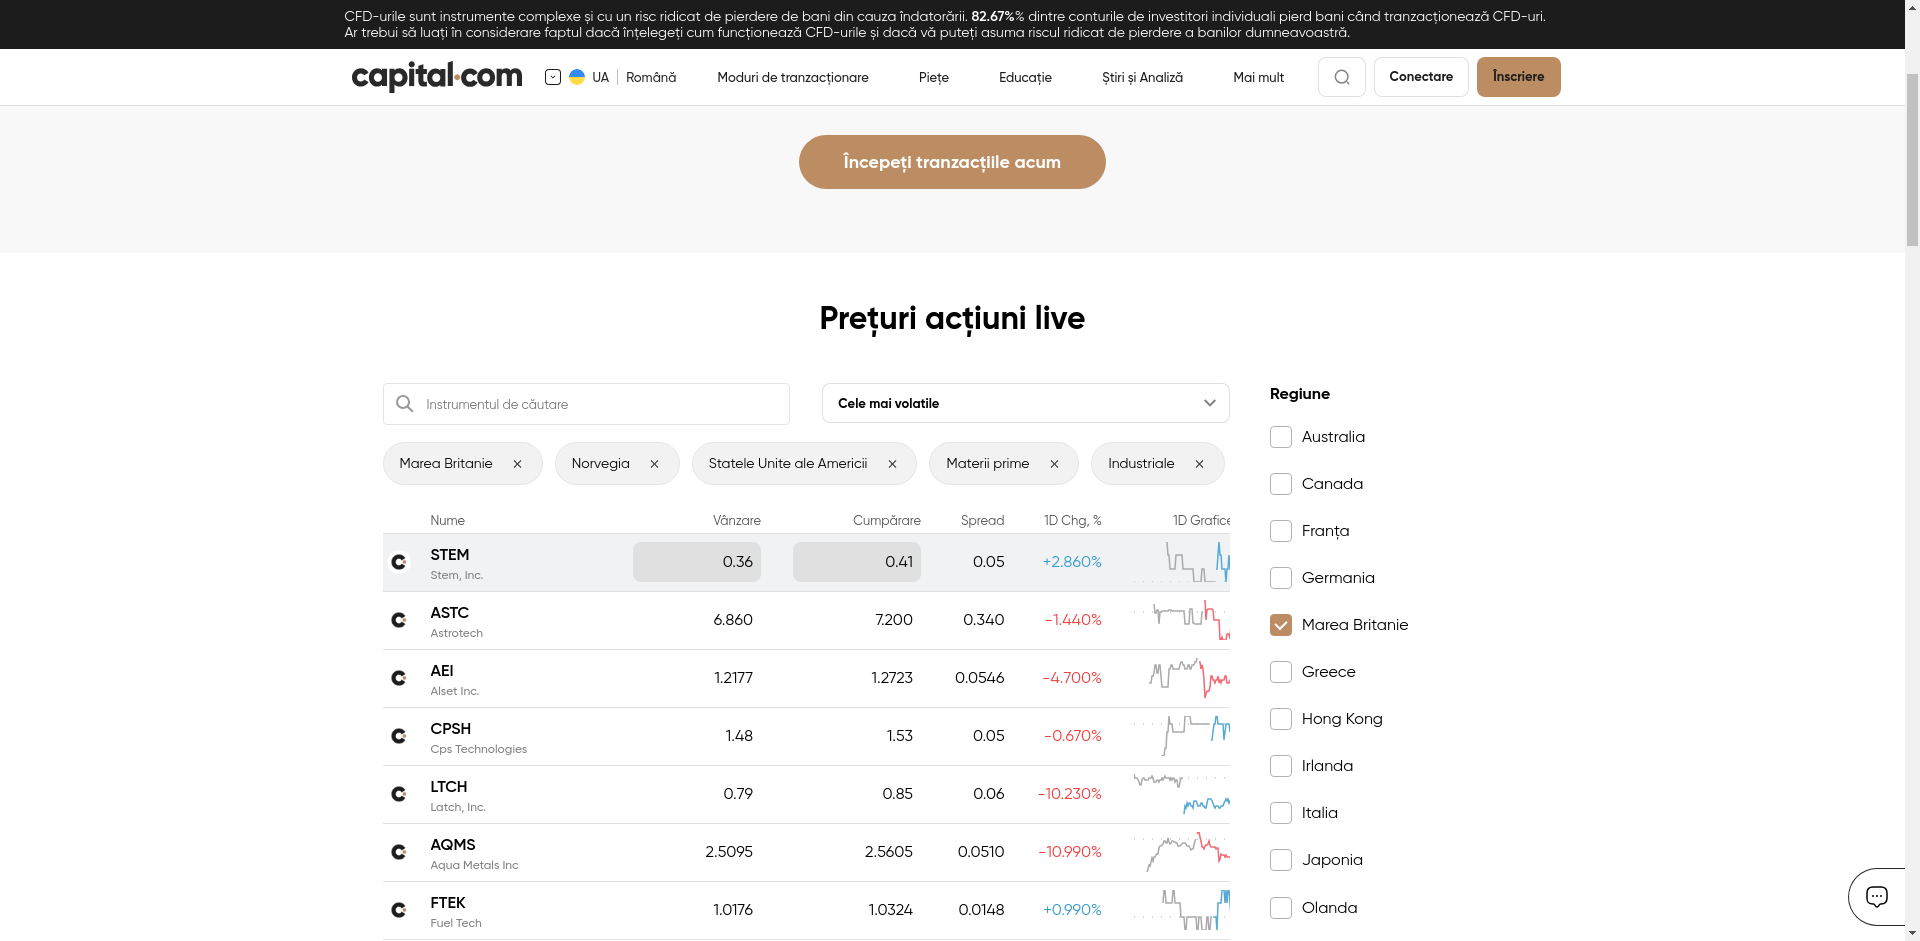 CFD-urile sunt instrumente complexe și cu un risc ridicat de pierdere de bani din cauza îndatorării. 82.67%% dintre conturile de investitori individuali pierd bani când tranzacționează CFD-uri.
Ar trebui să luați în considerare faptul dacă înțelegeți cum funcționează CFD-urile și dacă vă puteți asuma riscul ridicat de pierdere a banilor dumneavoastră.
capital.com UA Română Moduri de tranzacționare Piețe Educație Știri și Analiză Mai mult Conectare Înscriere
Începeți tranzacțiile acum
Prețuri acțiuni live
Instrumentul de căutare
Cele mai volatile
Marea Britanie × Norvegia × Statele Unite ale Americii × Materii prime × Industriale ×
Nume Vânzare Cumpărare Spread 1D Chg, % 1D Grafice
STEM 0.36 0.41 0.05 +2.860%
Stem, Inc.
ASTC 6.860 7.200 0.340 -1.440%
Astrotech
AEI 1.2177 1.2723 0.0546 -4.700%
Alset Inc.
CPSH 1.48 1.53 0.05 -0.670%
Cps Technologies
LTCH 0.79 0.85 0.06 -10.230%
Latch, Inc.
AQMS 2.5095 2.5605 0.0510 -10.990%
Aqua Metals Inc
FTEK 1.0176 1.0324 0.0148 +0.990%
Fuel Tech
Regiune
Australia
Canada
Franța
Germania
Marea Britanie
Greece
Hong Kong
Irlanda
Italia
Japonia
Olanda